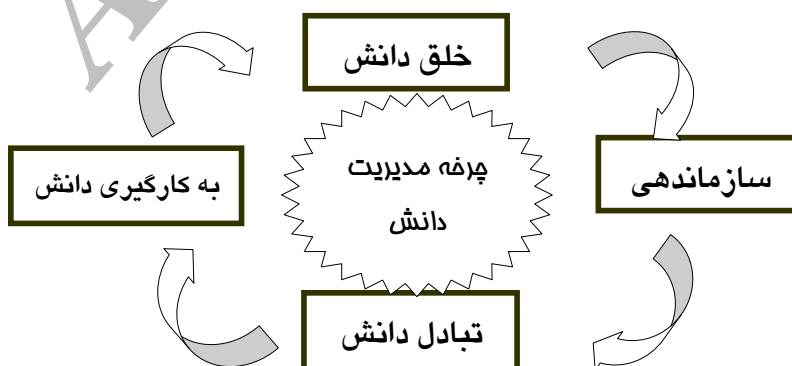 خلق دانش
سازماندهی
چرخه مدیریت
دانش
به کارگیری دانش
تبادل دانش